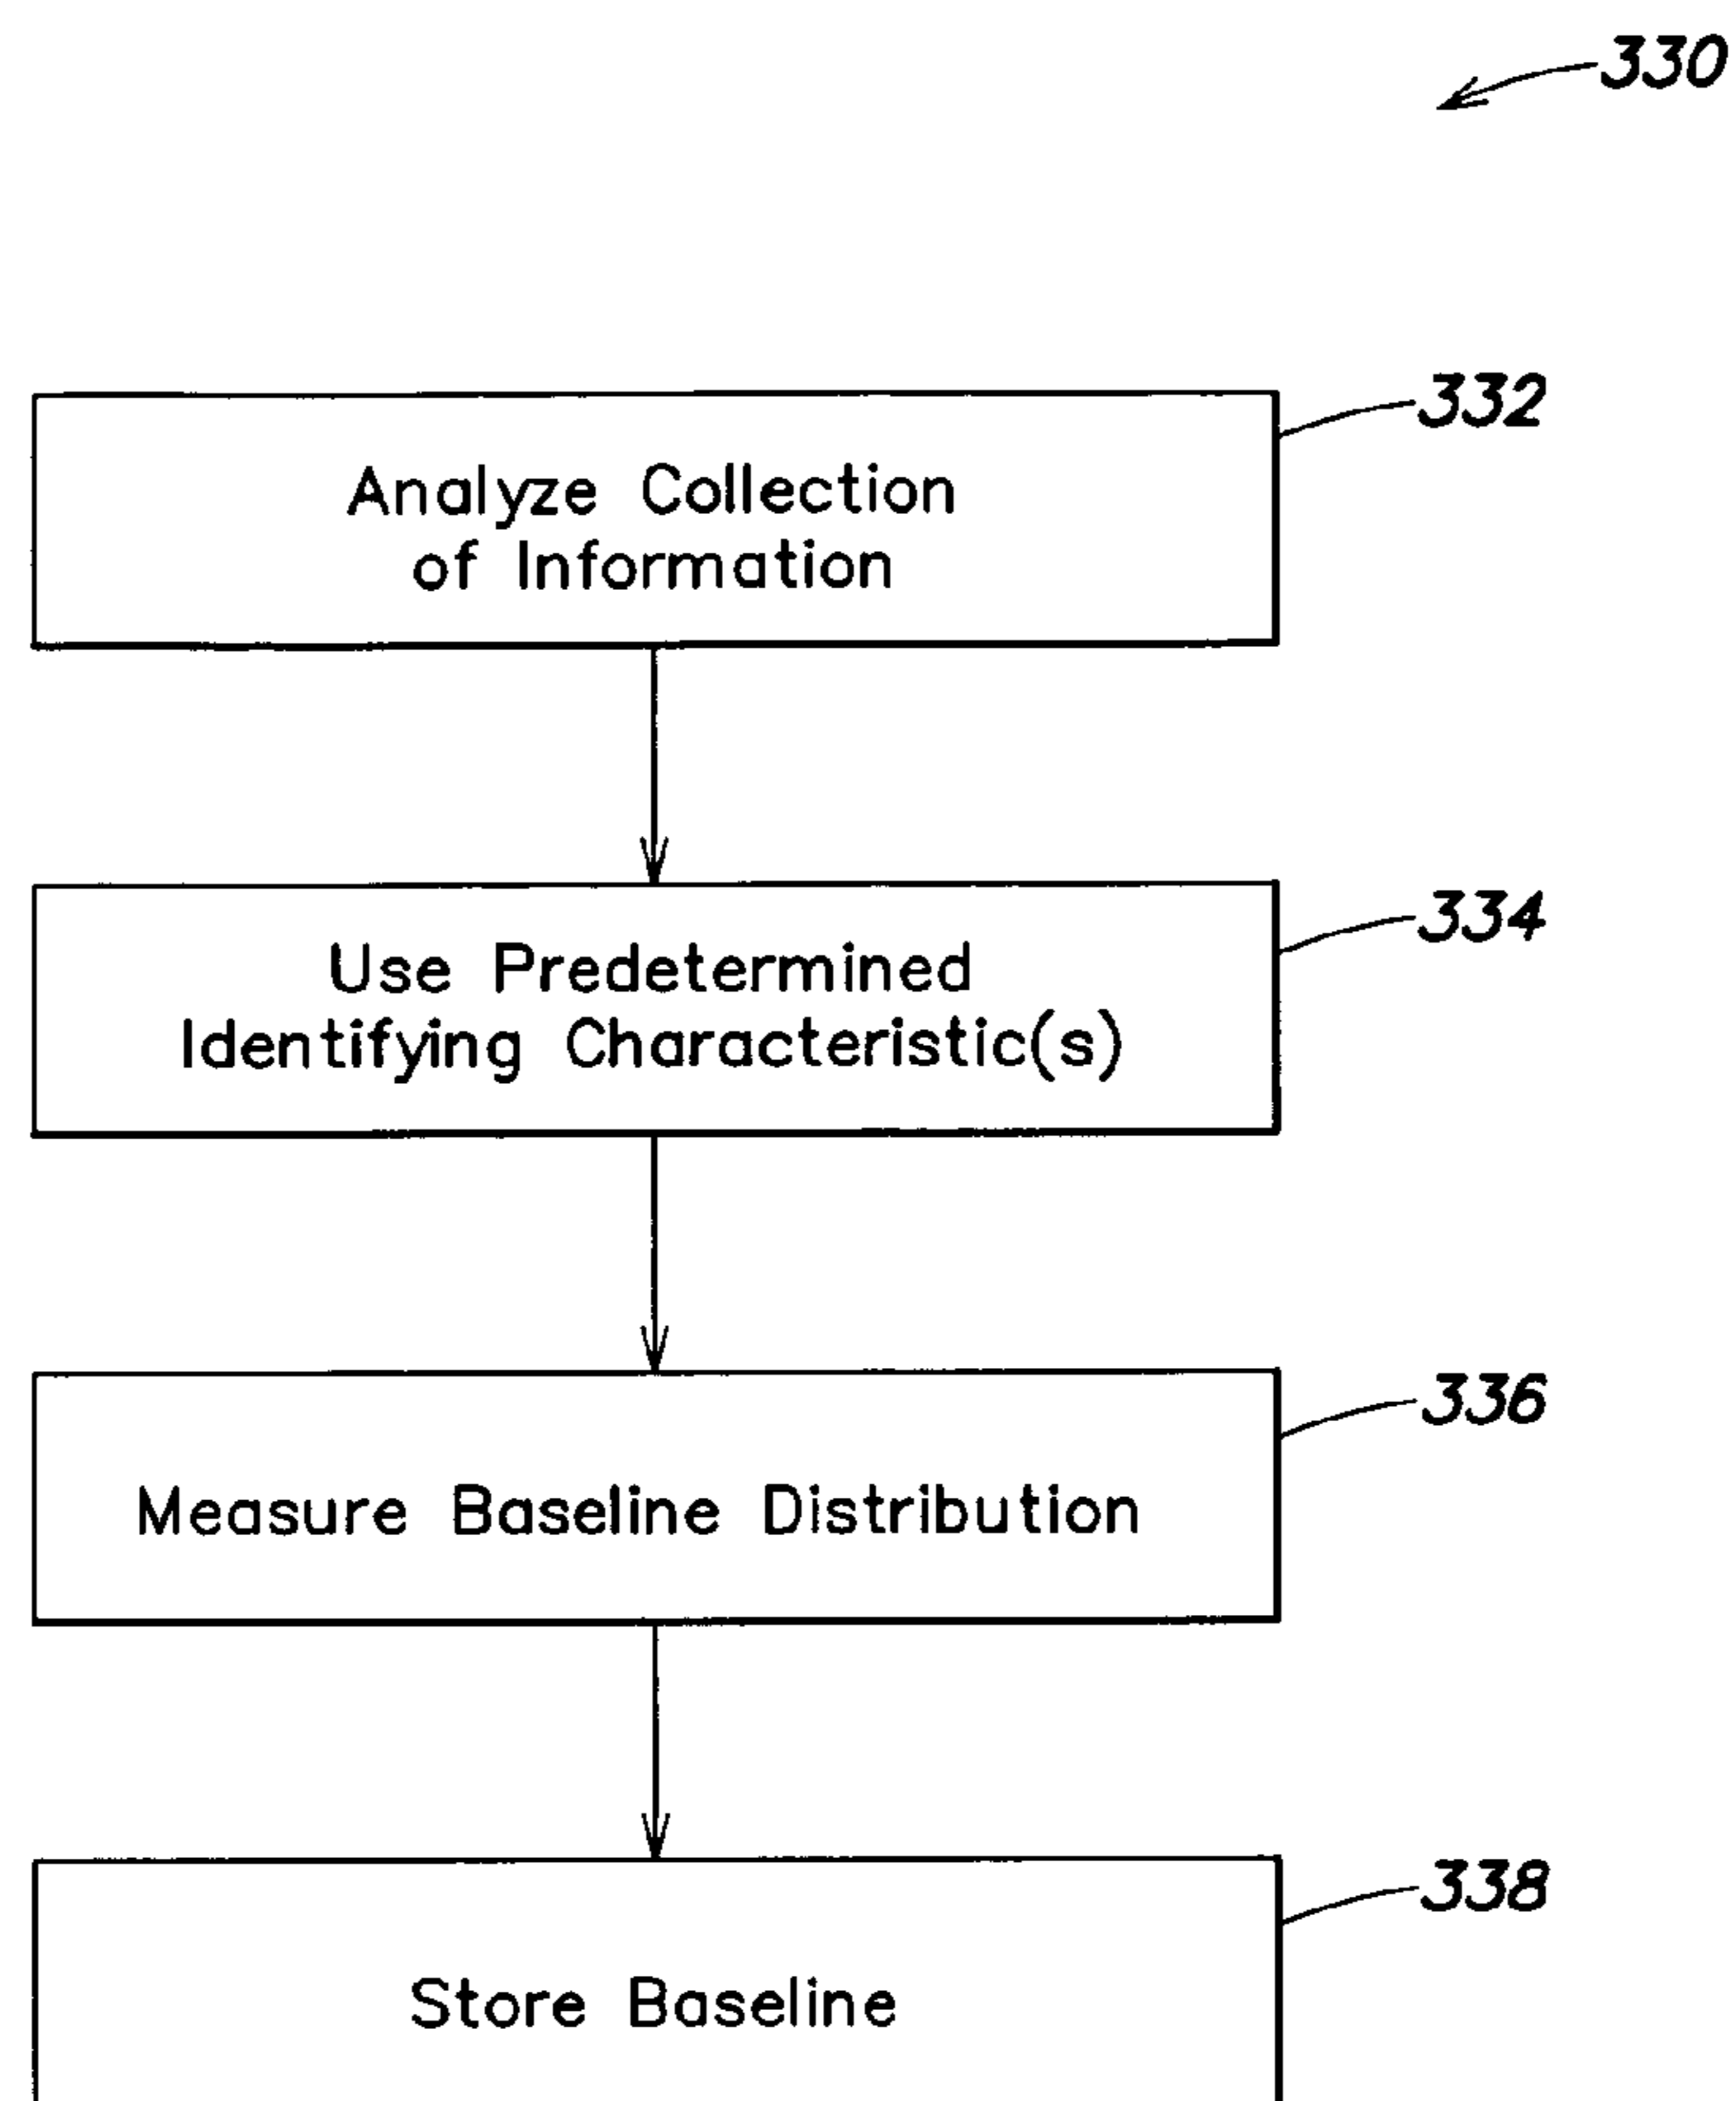 330
332
Analyze Collection
of Information
334
Use Predetermined
Identifying Characteristic(s)
336
Measure Baseline Distribution
338
Store Baseline